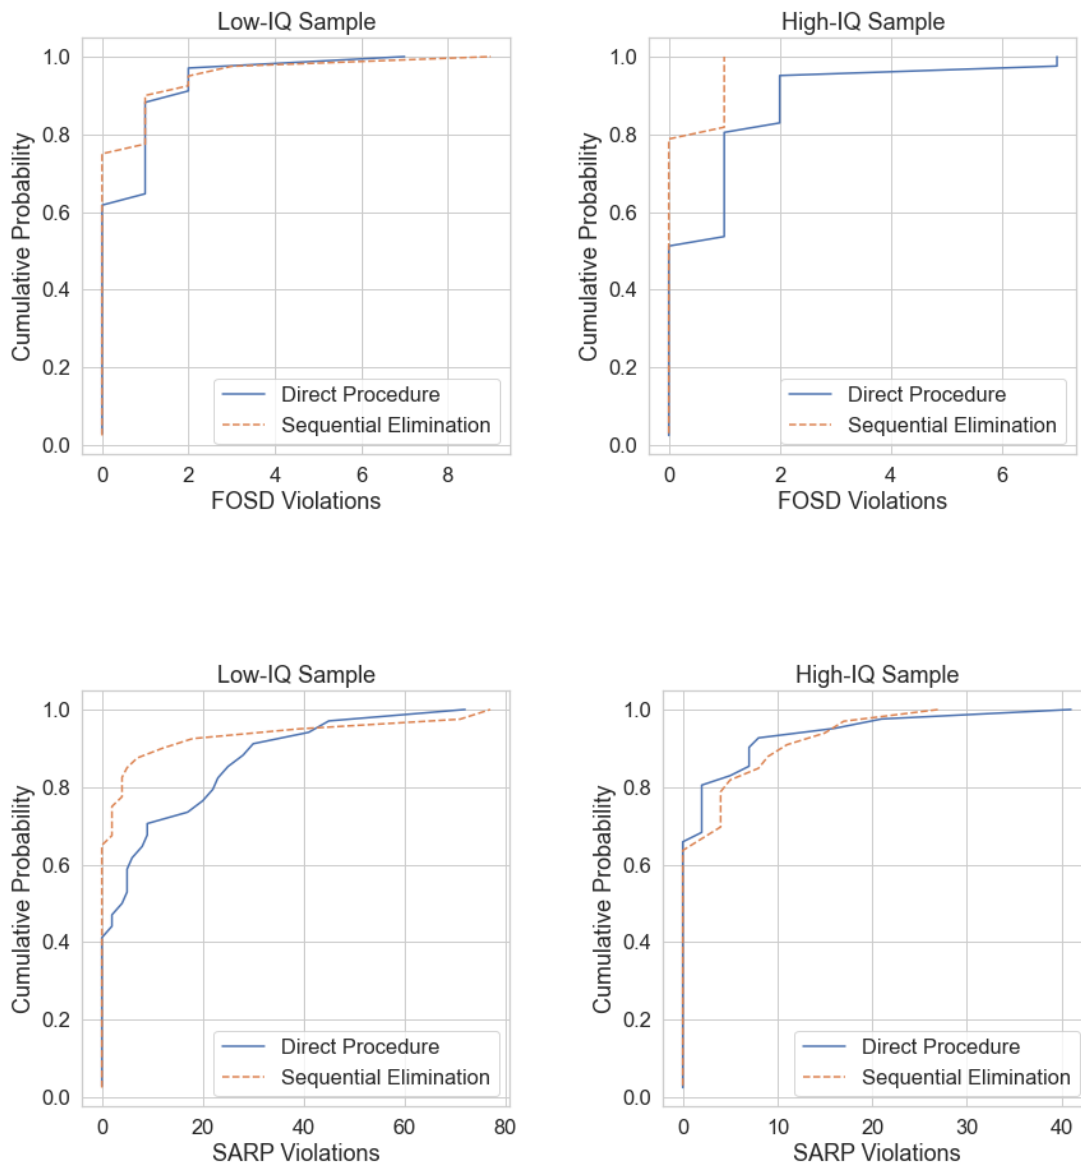 Low-IQ Sample
1.0
0.8
0.6
0.4
0.2
0.0
Cumulative Probability
Direct Procedure
Sequential Elimination
0 2 4 6 8
FOSD Violations
High-IQ Sample
1.0
0.8
0.6
0.4
0.2
0.0
Cumulative Probability
Direct Procedure
Sequential Elimination
0 2 4 6
FOSD Violations
Low-IQ Sample
1.0
0.8
0.6
0.4
0.2
0.0
Cumulative Probability
Direct Procedure
Sequential Elimination
0 20 40 60 80
SARP Violations
High-IQ Sample
1.0
0.8
0.6
0.4
0.2
0.0
Cumulative Probability
Direct Procedure
Sequential Elimination
0 10 20 30 40
SARP Violations